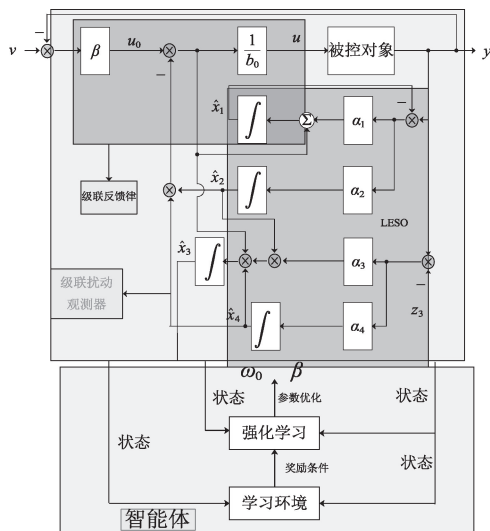 v
−
β
u₀
−
1/b₀
u
被控对象
y
x̂₁
∫
Σ
α₁
−
级联反馈律
x̂₂
∫
α₂
LESO
x̂₃
∫
α₃
−
z₃
级联扰动
观测器
x̂₄
∫
α₄
ω₀ β
状态
参数优化
状态
状态
强化学习
状态
奖励条件
学习环境
智能体